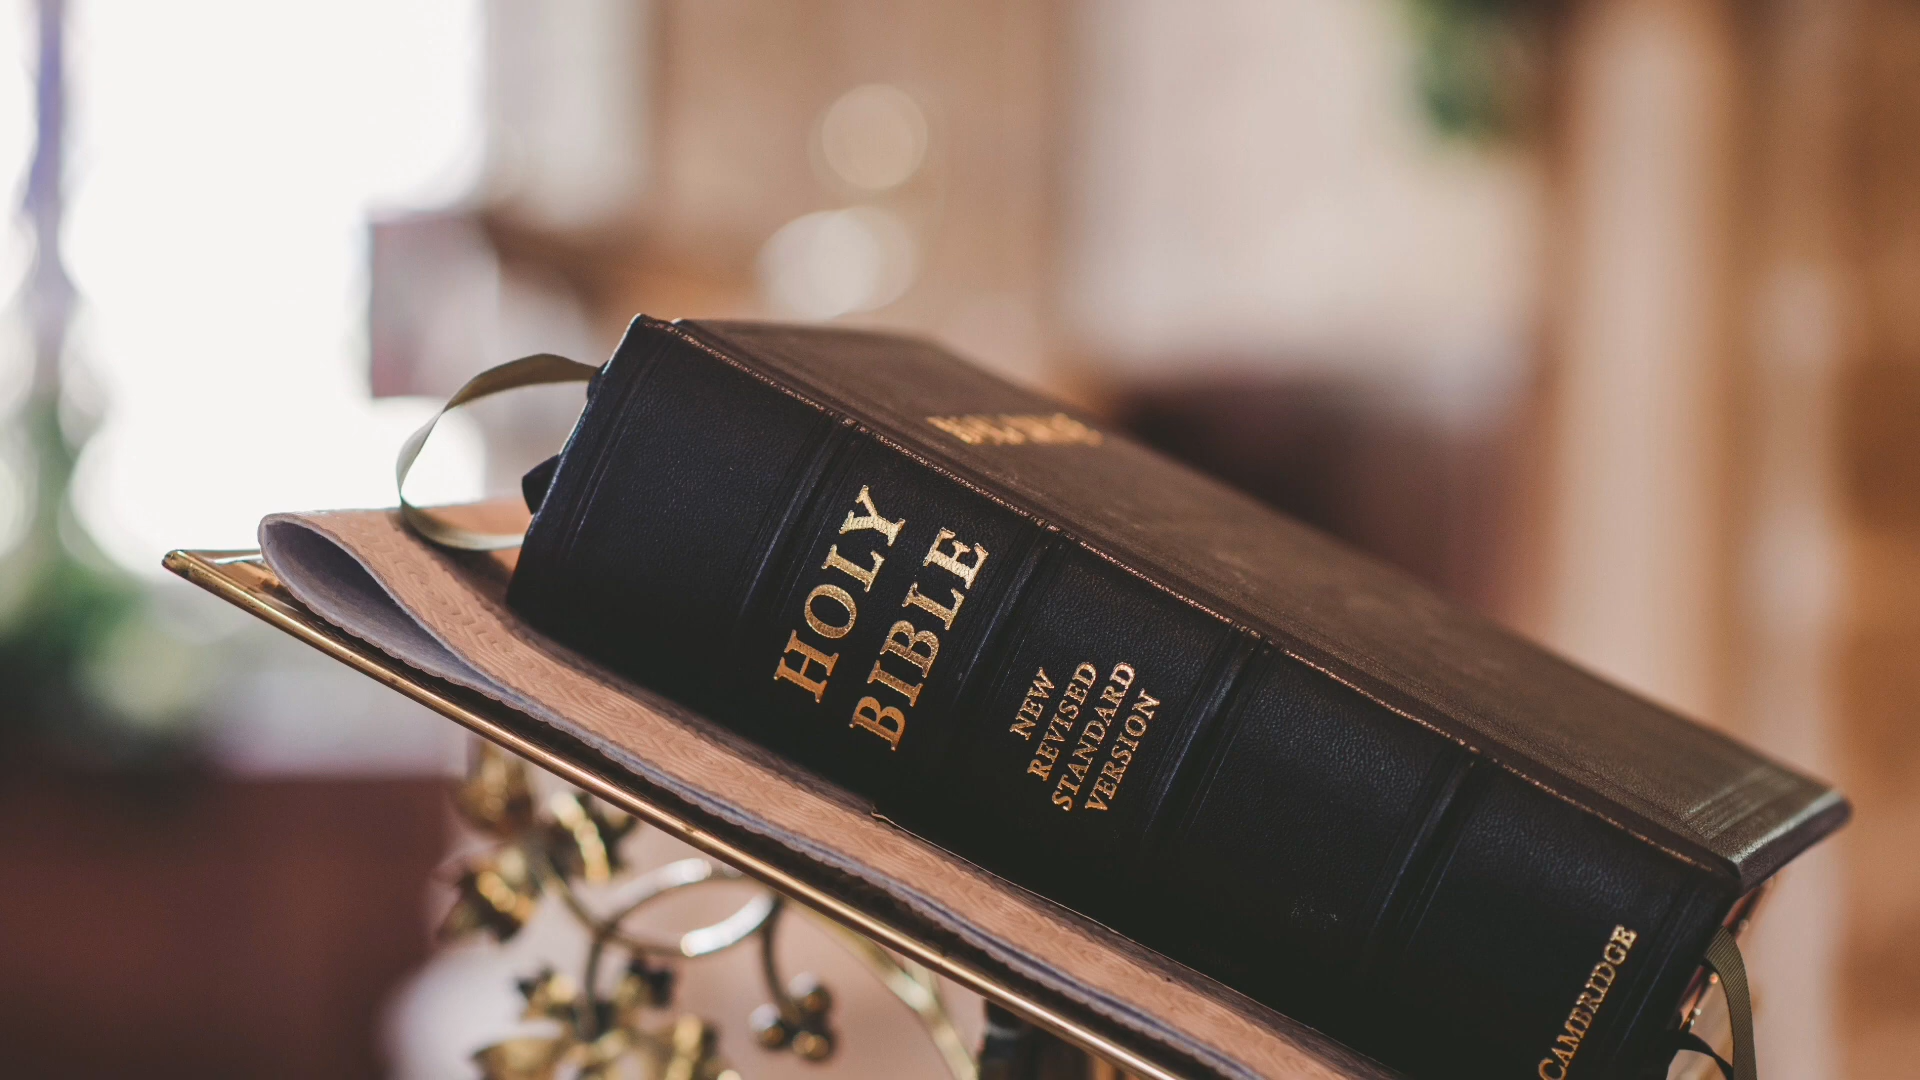 HOLY
BIBLE
NEW
REVISED
STANDARD
VERSION
CAMBRIDGE